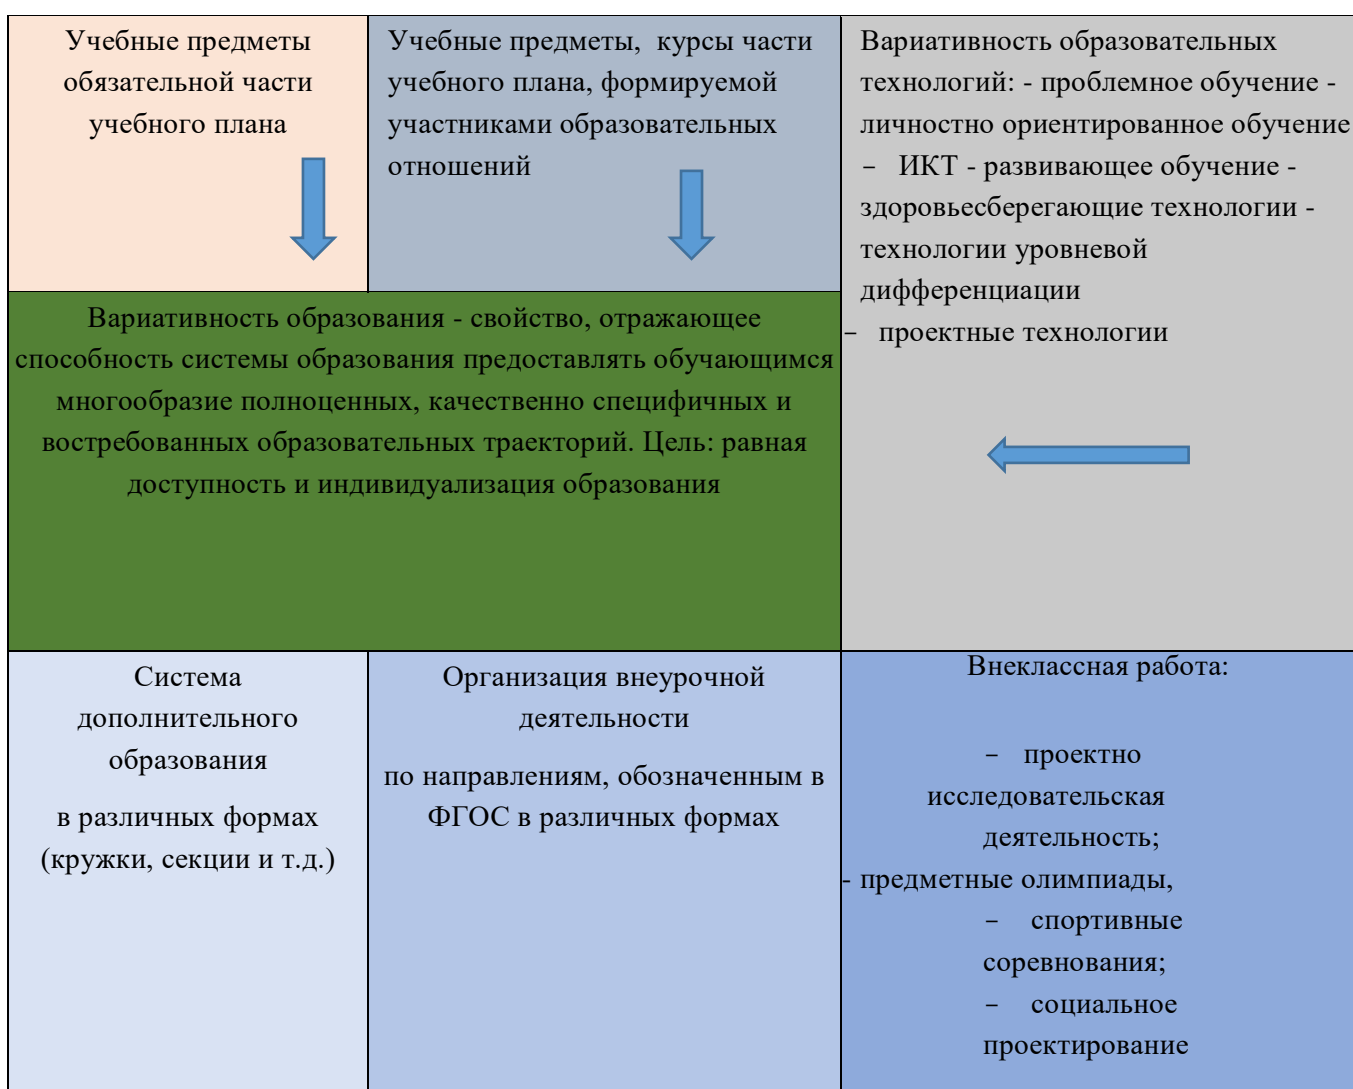 Учебные предметы
обязательной части
учебного плана
Учебные предметы,  курсы части
учебного плана, формируемой
участниками образовательных
отношений
Вариативность образовательных
технологий: - проблемное обучение -
личностно ориентированное обучение
−   ИКТ - развивающее обучение -
здоровьесберегающие технологии -
технологии уровневой
дифференциации
−   проектные технологии
Вариативность образования - свойство, отражающее
способность системы образования предоставлять обучающимся
многообразие полноценных, качественно специфичных и
востребованных образовательных траекторий. Цель: равная
доступность и индивидуализация образования
Система
дополнительного
образования
в различных формах
(кружки, секции и т.д.)
Организация внеурочной
деятельности
по направлениям, обозначенным в
ФГОС в различных формах
Внеклассная работа:
−   проектно
исследовательская
деятельность;
- предметные олимпиады,
−   спортивные
соревнования;
−   социальное
проектирование